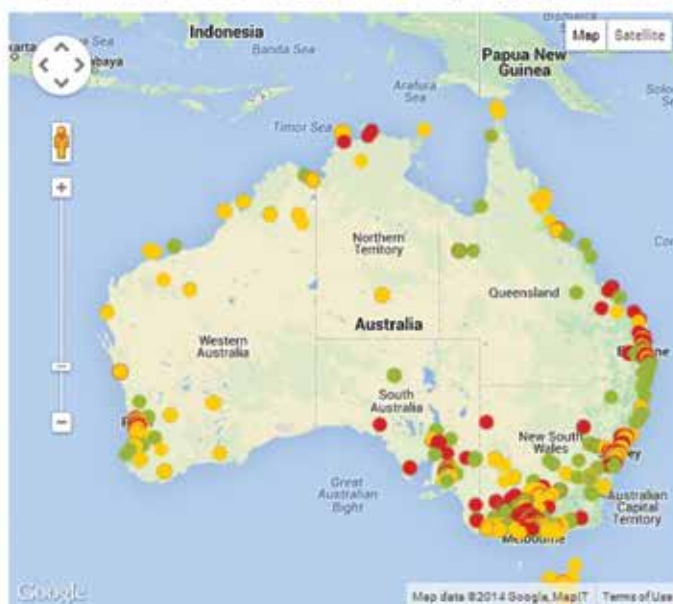 Indonesia
Banda Sea
Papua New
Guinea
Map
Satellite
Arafura
Sea
Timor Sea
Northern
Territory
Queensland
Australia
Western
Australia
South
Australia
New South
Wales
Great
Australian
Bight
Australian
Capital
Territory
Melbourne
Google
Map data ©2014 Google, MapIT
Terms of Use